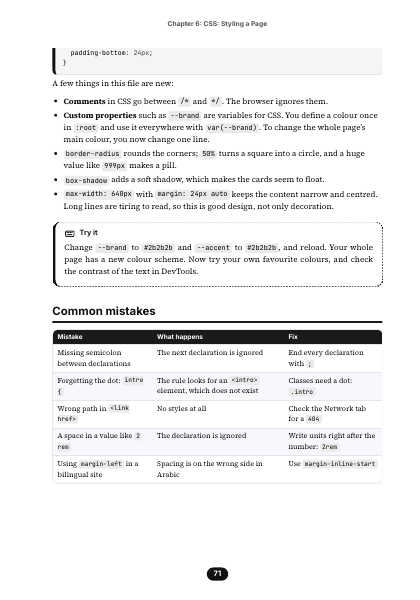 Chapter 6: CSS: Styling a Page
padding-bottom: 24px;
}
A few things in this file are new:
• Comments in CSS go between /* and */. The browser ignores them.
• Custom properties such as --brand are variables for CSS. You define a colour once
in :root and use it everywhere with var(--brand). To change the whole page's
main colour, you now change one line.
• border-radius rounds the corners; 50% turns a square into a circle, and a huge
value like 999px makes a pill.
• box-shadow adds a soft shadow, which makes the cards seem to float.
• max-width: 640px with margin: 24px auto keeps the content narrow and centred.
Long lines are tiring to read, so this is good design, not only decoration.
Try it
Change --brand to #2b2b2b and --accent to #2b2b2b, and reload. Your whole
page has a new colour scheme. Now try your own favourite colours, and check
the contrast of the text in DevTools.
Common mistakes
Mistake What happens Fix
Missing semicolon The next declaration is ignored End every declaration
between declarations with ;
Forgetting the dot: intro The rule looks for an <intro> Classes need a dot:
{ element, which does not exist .intro
Wrong path in <link No styles at all Check the Network tab
href> for a 404
A space in a value like 2 The declaration is ignored Write units right after the
rem number: 2rem
Using margin-left in a Spacing is on the wrong side in Use margin-inline-start
bilingual site Arabic
71